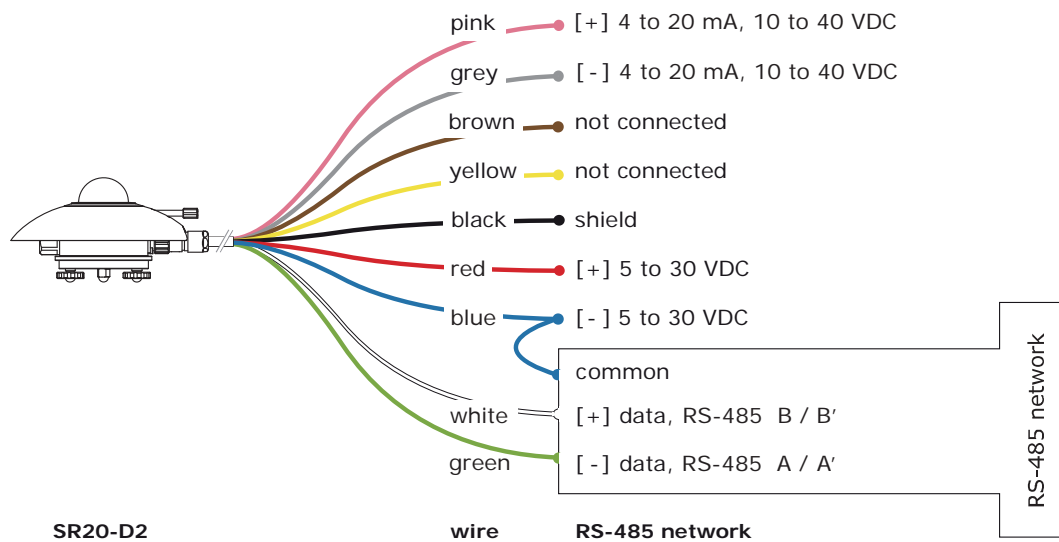 pink [+] 4 to 20 mA, 10 to 40 VDC
grey [-] 4 to 20 mA, 10 to 40 VDC
brown not connected
yellow not connected
black shield
red [+] 5 to 30 VDC
blue [-] 5 to 30 VDC
common
white [+] data, RS-485 B / B'
green [-] data, RS-485 A / A'
RS-485 network
SR20-D2 wire RS-485 network